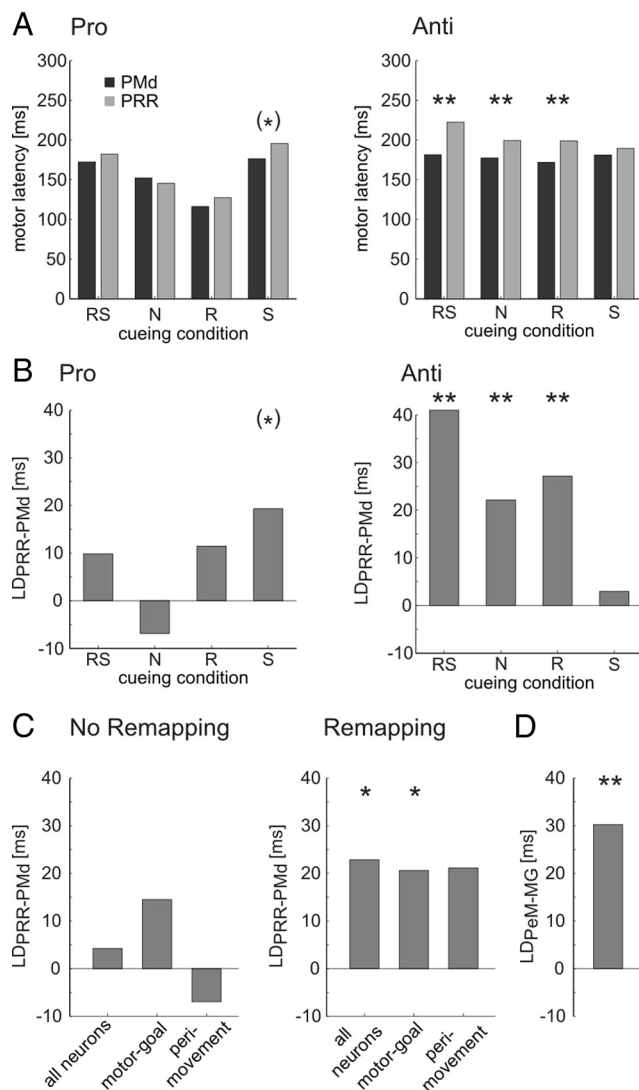 A
Pro
Anti
motor latency [ms]
300
250
200
150
100
50
0
PMd
PRR
(*)
RS N R S
cueing condition
motor latency [ms]
300
250
200
150
100
50
0
** ** **
RS N R S
cueing condition
B
Pro
Anti
LDPRR-PMd [ms]
40
30
20
10
0
-10
(*)
RS N R S
cueing condition
LDPRR-PMd [ms]
40
30
20
10
0
-10
** ** **
RS N R S
cueing condition
C
No Remapping
Remapping
D
LDPRR-PMd [ms]
40
30
20
10
0
-10
all neurons
motor-goal
peri-
movement
LDPRR-PMd [ms]
40
30
20
10
0
-10
* *
all
neurons
motor-goal
peri-
movement
LDPeM-MG [ms]
40
30
20
10
0
-10
**